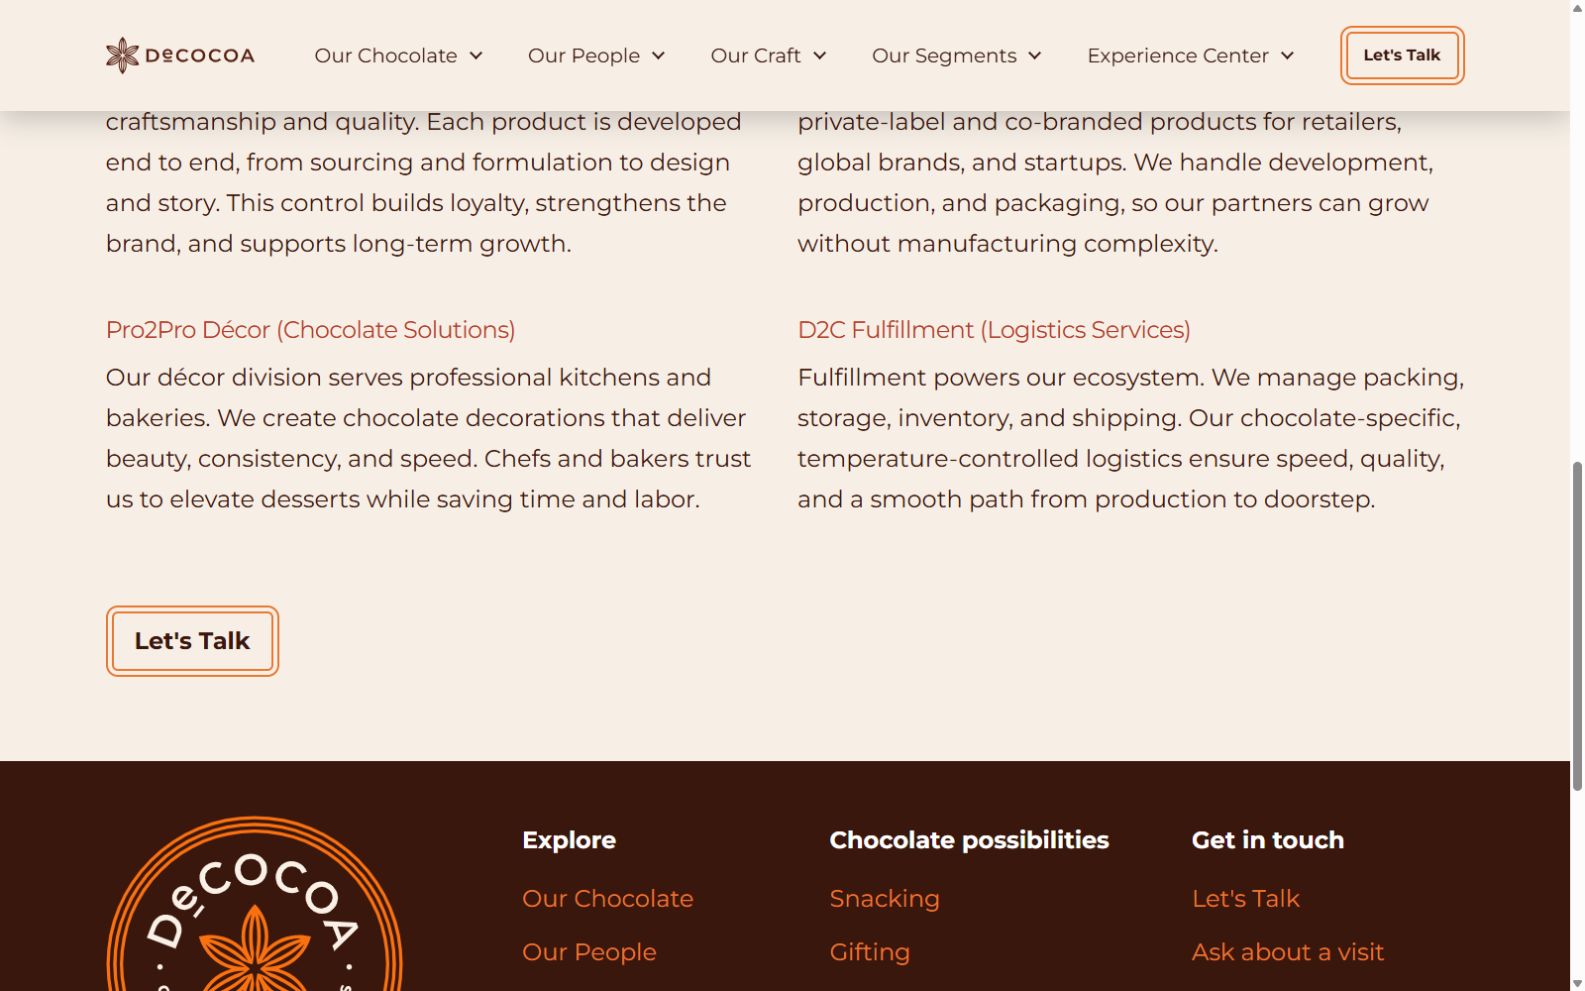 DeCOCOA
Our Chocolate
Our People
Our Craft
Our Segments
Experience Center
Let's Talk
craftsmanship and quality. Each product is developed
end to end, from sourcing and formulation to design
and story. This control builds loyalty, strengthens the
brand, and supports long-term growth.
private-label and co-branded products for retailers,
global brands, and startups. We handle development,
production, and packaging, so our partners can grow
without manufacturing complexity.
Pro2Pro Décor (Chocolate Solutions)
Our décor division serves professional kitchens and
bakeries. We create chocolate decorations that deliver
beauty, consistency, and speed. Chefs and bakers trust
us to elevate desserts while saving time and labor.
D2C Fulfillment (Logistics Services)
Fulfillment powers our ecosystem. We manage packing,
storage, inventory, and shipping. Our chocolate-specific,
temperature-controlled logistics ensure speed, quality,
and a smooth path from production to doorstep.
Let's Talk
DeCOCOA
Explore
Our Chocolate
Our People
Chocolate possibilities
Snacking
Gifting
Get in touch
Let's Talk
Ask about a visit